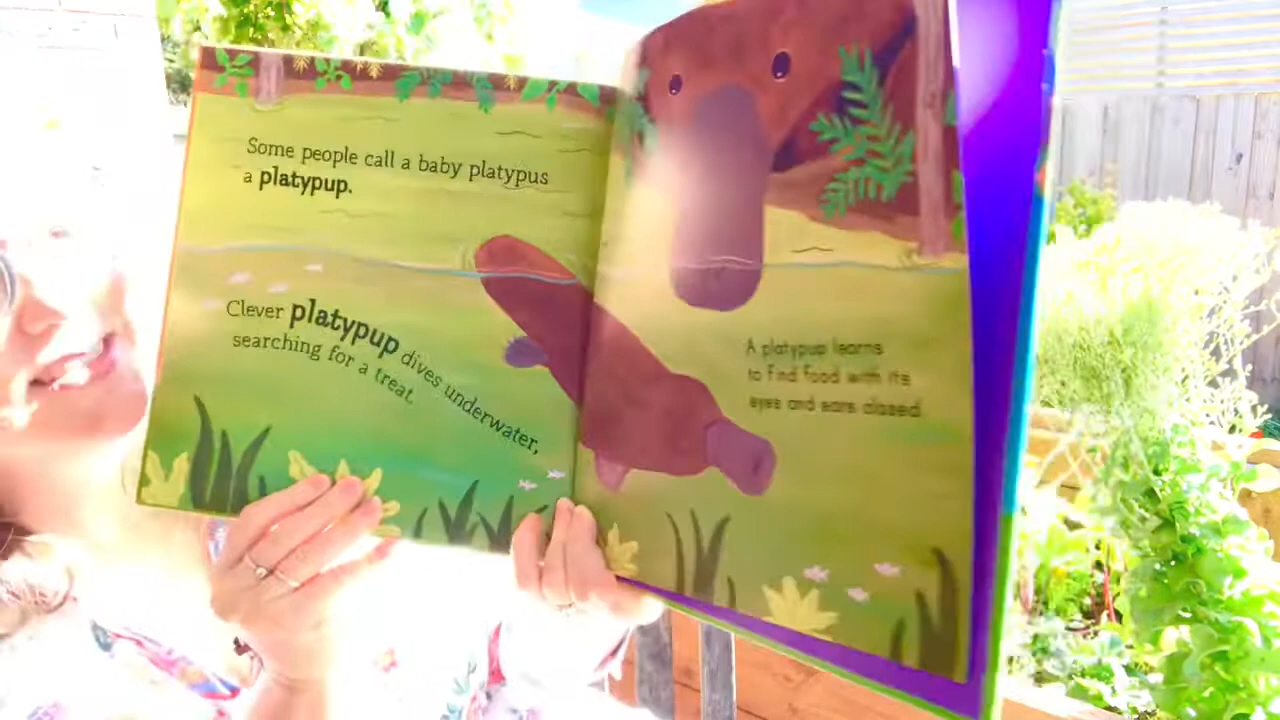 Some people call a baby platypus
a platypup.
Clever platypup dives underwater,
searching for a treat.
A platypup learns
to find food with its
eyes and ears closed.